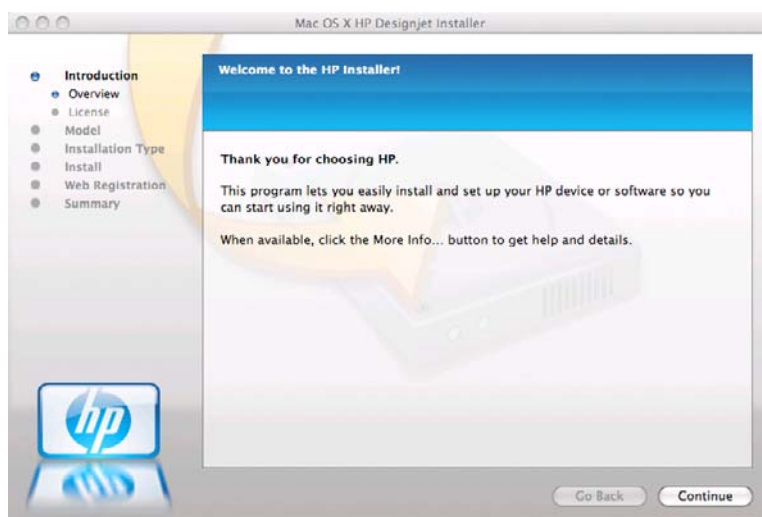 Mac OS X HP Designjet Installer
Introduction
Overview
License
Model
Installation Type
Install
Web Registration
Summary
Welcome to the HP Installer!
Thank you for choosing HP.
This program lets you easily install and set up your HP device or software so you
can start using it right away.
When available, click the More Info... button to get help and details.
hp
Go Back
Continue